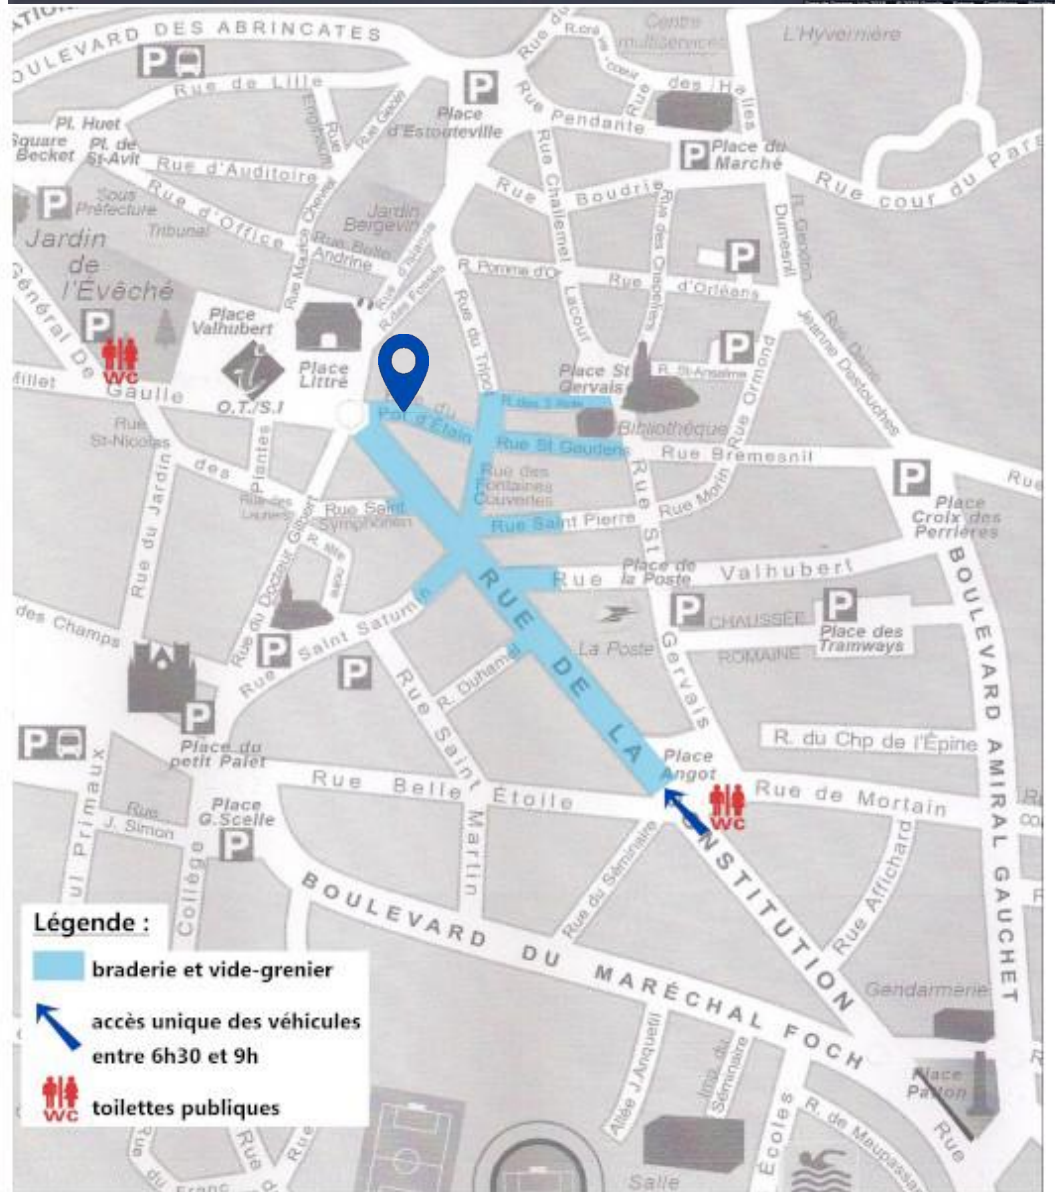 BOULEVARD DES ABRINCATES
P
Rue de Lille
P
Place
d'Estouteville
R.cré
coeur
Rue
Centre
multiservices
L'Hyvernière
des Halles
Rue
Pendante
P
Place du
Marché
Rue cour du
Pl. Huet
Square
Becket
Pl. de
St-Avit
Rue d'Auditoire
Rue d'Office
Tribunal
P
Sous
Préfecture
Jardin
de
l'Évêché
P
WC
Jardin
Bergevin
Rue Belle
Andrine
R.des Fossés
Rue
Boudrie
Rue Challemel
Lacour
Rue des Chapeliers
Dumesnil
P
R. Pomme d'Or
Rue d'Orléans
Rue du Tripot
Place
Valhubert
Place
Littré
O.T./S.I
Général De
Gaulle
Millet
Place St
Gervais
P
R. St-Anselme
Rue Ormond
Jeanne Destouches
Bibliothèque
Pot d'Étain
Rue St Gaudens
Rue Bremesnil
Rue
St-Nicolas
des
Rue des
Fontaines
Couvertes
Rue Saint
Symphorien
Rue Saint Pierre
Rue Morin
P
Place
Croix des
Perrières
Rue
Rue du Jardin
Rue du Docteur Gilbert
Rue
Place de
la Poste
Valhubert
Rue St
Gervais
P
CHAUSSÉE
ROMAINE
P
Place des
Tramways
La Poste
des Champs
P
Rue Saint Saturnin
P
R. Duhamel
P
Place du
petit Palet
P
RUE DE LA
CONSTITUTION
BOULEVARD AMIRAL GAUCHET
R. du Chp de l'Épine
Place
Angot
WC
Rue de Mortain
Rue Belle Étoile
Rue Saint
Martin
Rue
J. Simon
Place
G.Scelle
P
Collège
Rue du Séminaire
Rue Affichard
BOULEVARD DU MARÉCHAL FOCH
Gendarmerie
Place
Patton
Rue
Allée J.Anquetil
Séminaire
Écoles
R. de Maupassa
Salle
Légende :
braderie et vide-grenier
accès unique des véhicules
entre 6h30 et 9h
WC
toilettes publiques